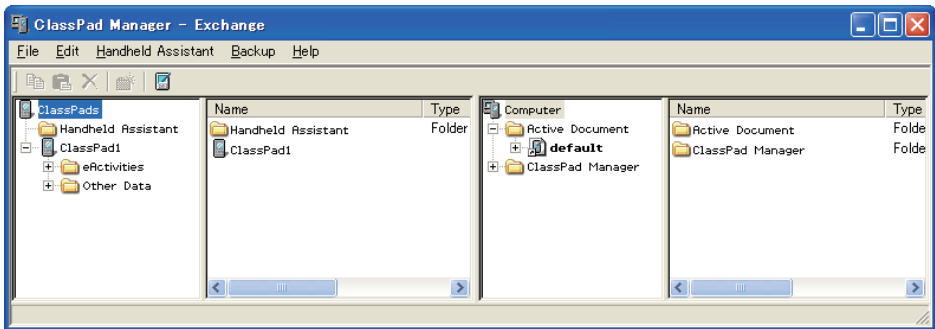 ClassPad Manager - Exchange
File Edit Handheld Assistant Backup Help
ClassPads
Handheld Assistant
ClassPad1
eActivities
Other Data
Name Type
Handheld Assistant Folder
ClassPad1
Computer
Active Document
default
ClassPad Manager
Name Type
Active Document Folde
ClassPad Manager Folde